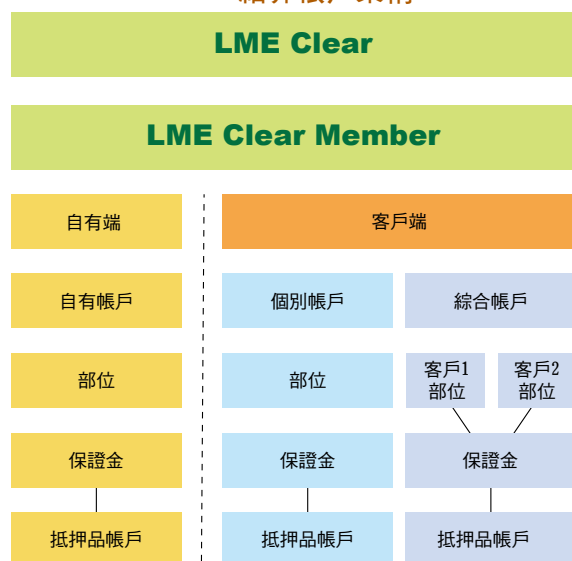 LME Clear
LME Clear Member
自有端
客戶端
自有帳戶
個別帳戶
綜合帳戶
部位
部位
客戶1
部位
客戶2
部位
保證金
保證金
保證金
抵押品帳戶
抵押品帳戶
抵押品帳戶